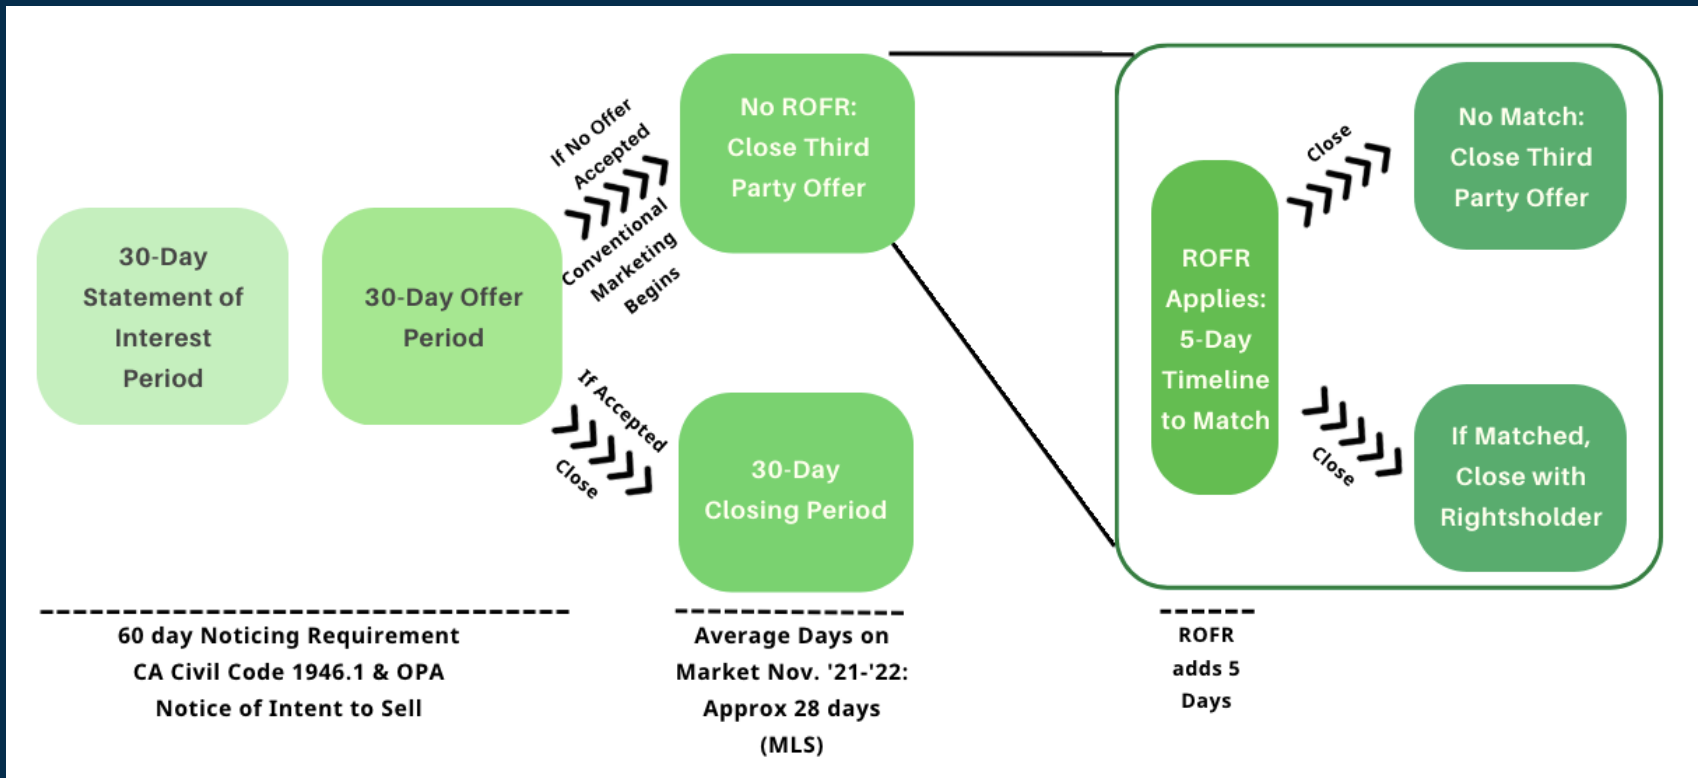 30-Day
Statement of
Interest
Period
30-Day Offer
Period
If No Offer
Accepted
Conventional
Marketing
Begins
If Accepted
Close
No ROFR:
Close Third
Party Offer
30-Day
Closing Period
ROFR
Applies:
5-Day
Timeline
to Match
Close
No Match:
Close Third
Party Offer
Close
If Matched,
Close with
Rightsholder
60 day Noticing Requirement
CA Civil Code 1946.1 & OPA
Notice of Intent to Sell
Average Days on
Market Nov. '21-'22:
Approx 28 days
(MLS)
ROFR
adds 5
Days